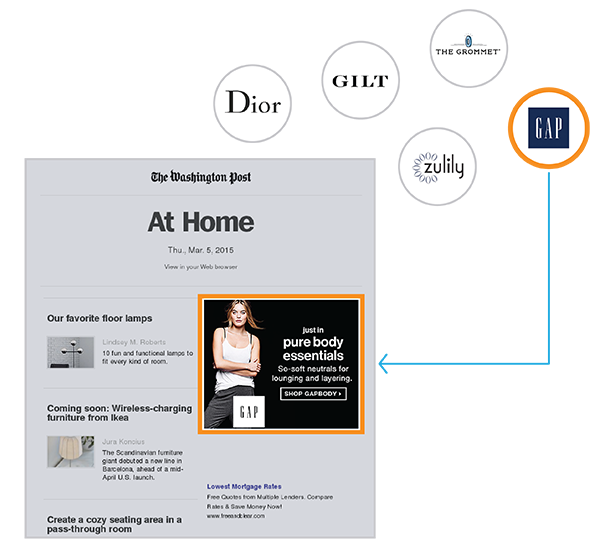 THE GROMMET
GILT
Dior
GAP
zulily
The Washington Post
At Home
Thu., Mar. 5, 2015
View in your Web browser
Our favorite floor lamps
Lindsey M. Roberts
10 fun and functional lamps to
fit every kind of room.
just in
pure body
essentials
So-soft neutrals for
lounging and layering.
SHOP GAPBODY >
GAP
Coming soon: Wireless-charging
furniture from Ikea
Jura Koncius
The Scandinavian furniture
giant debuted a new line in
Barcelona, ahead of a mid-
April U.S. launch.
Lowest Mortgage Rates
Free Quotes from Multiple Lenders. Compare
Rates & Save Money Now!
www.freeandclear.com
Create a cozy seating area in a
pass-through room